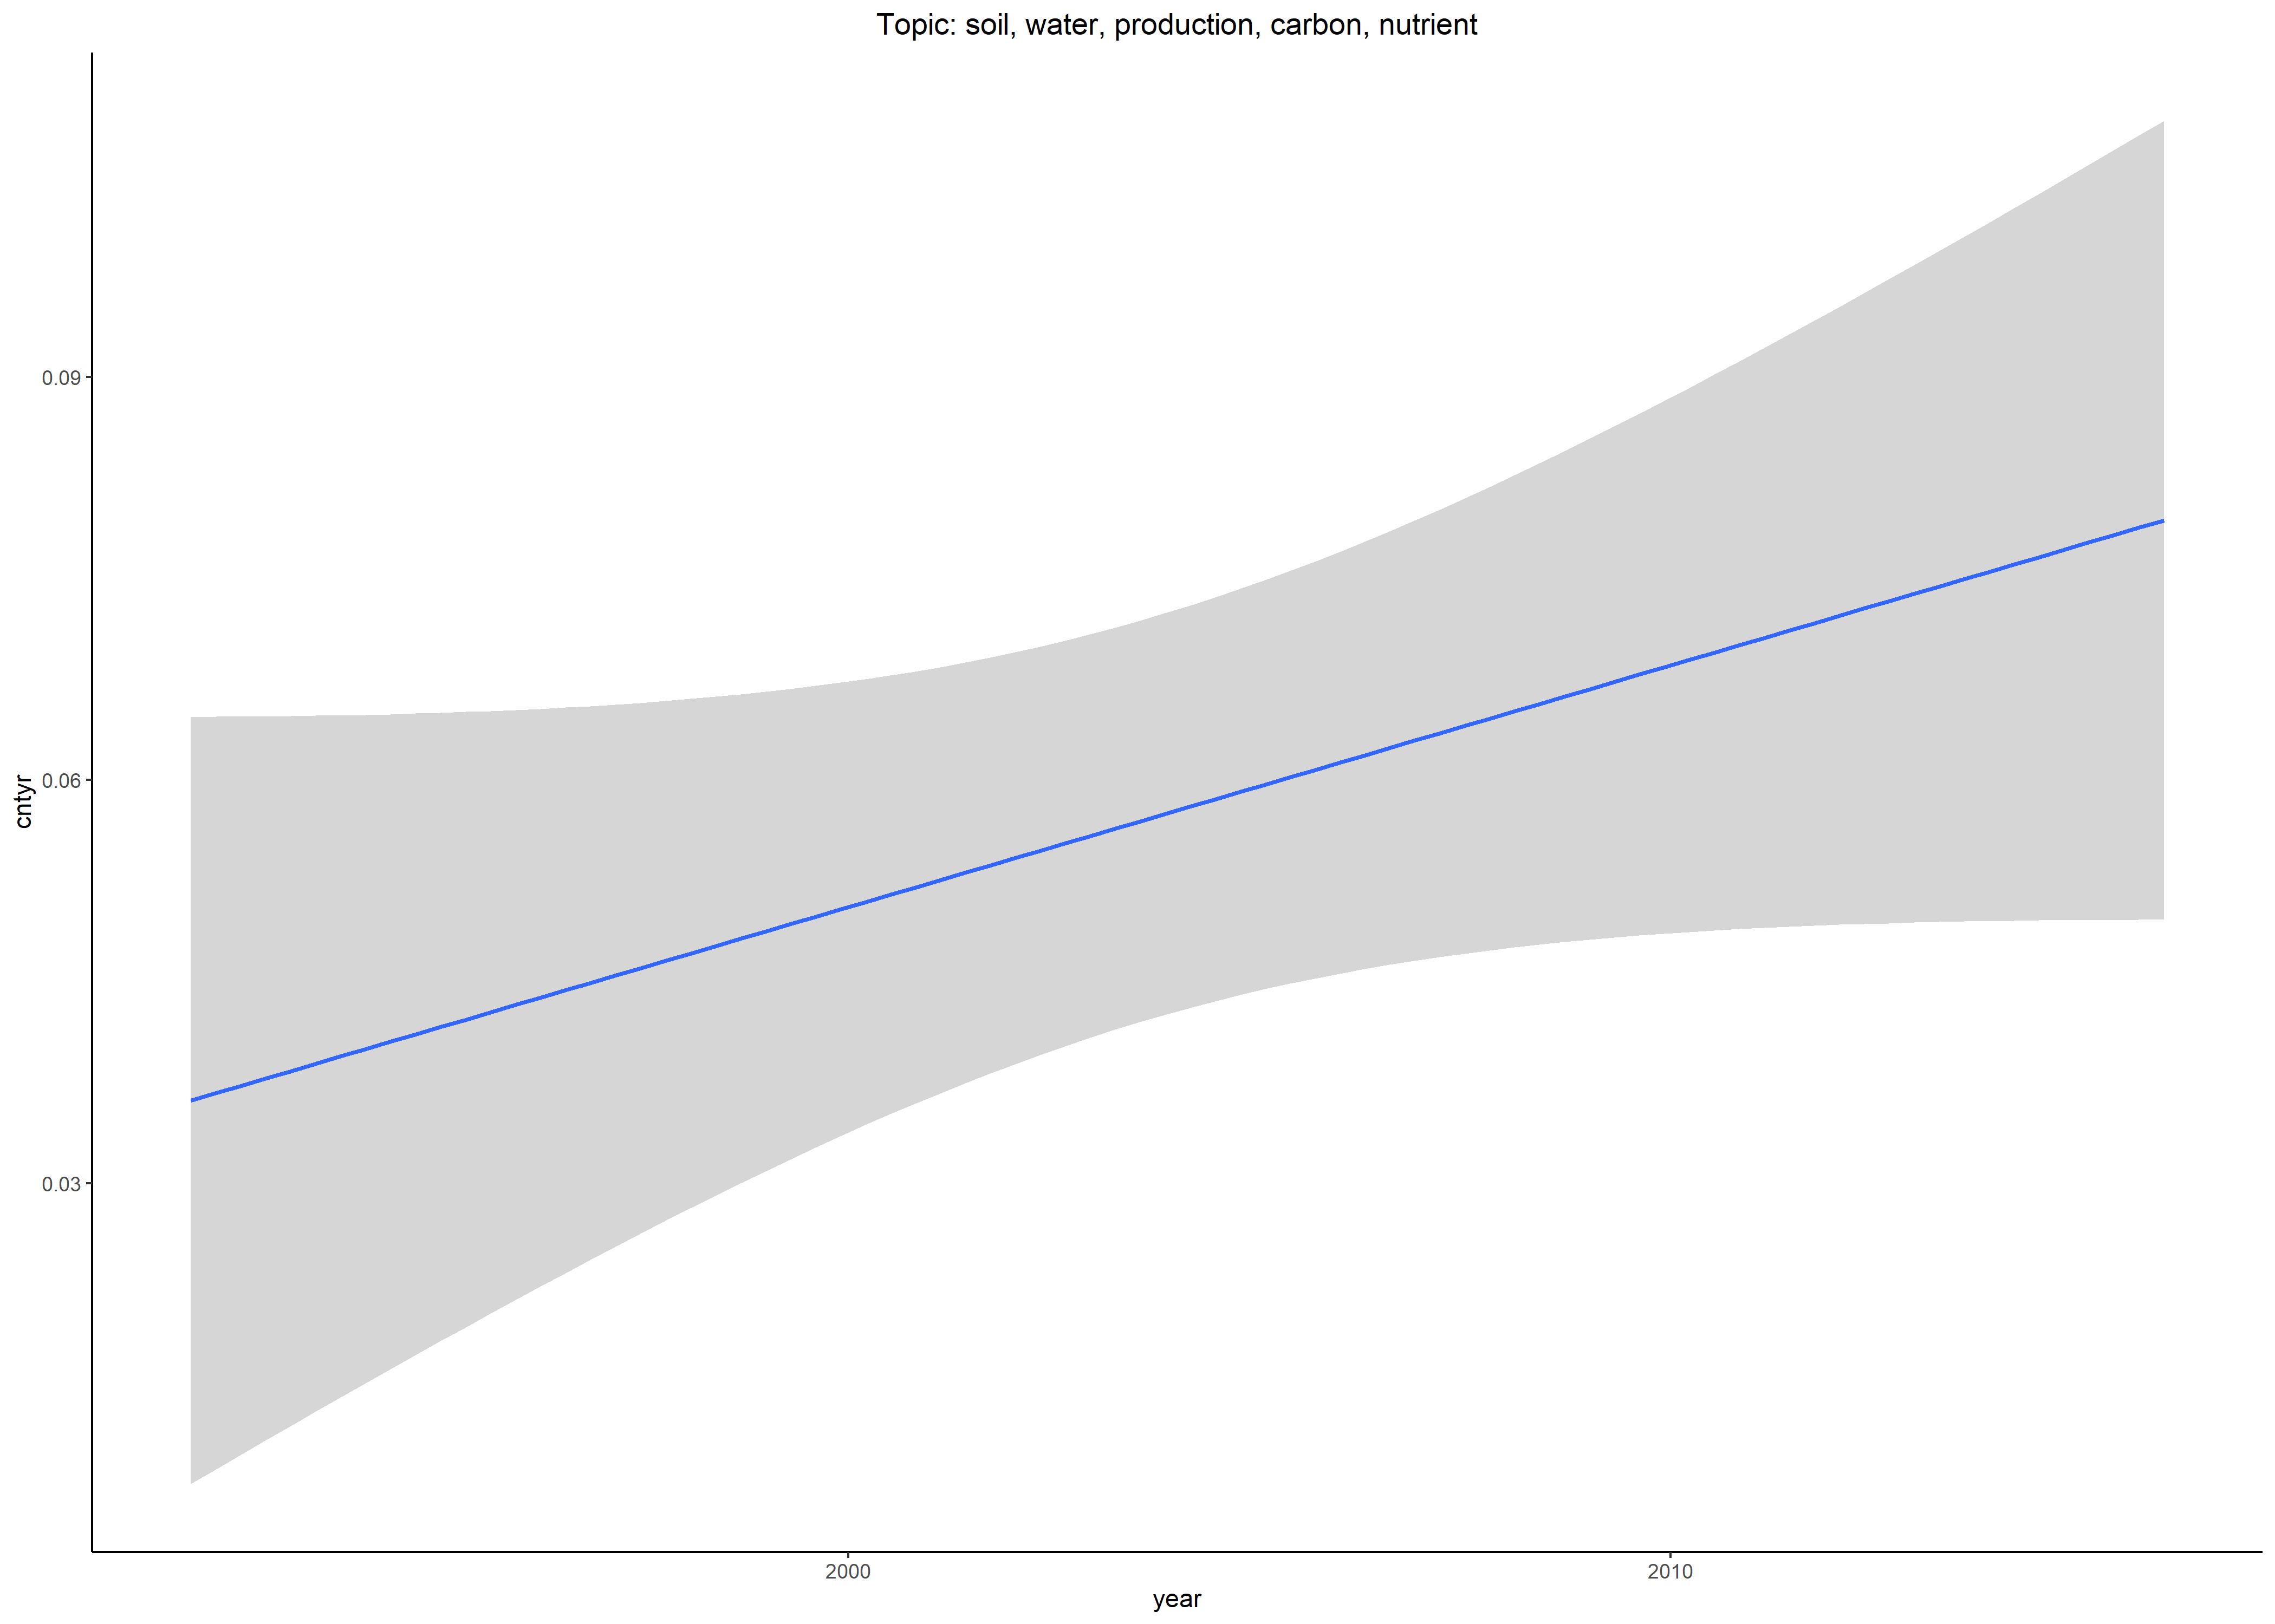 Topic: soil, water, production, carbon, nutrient
0.09
0.06
0.03
cntyr
2000
2010
year